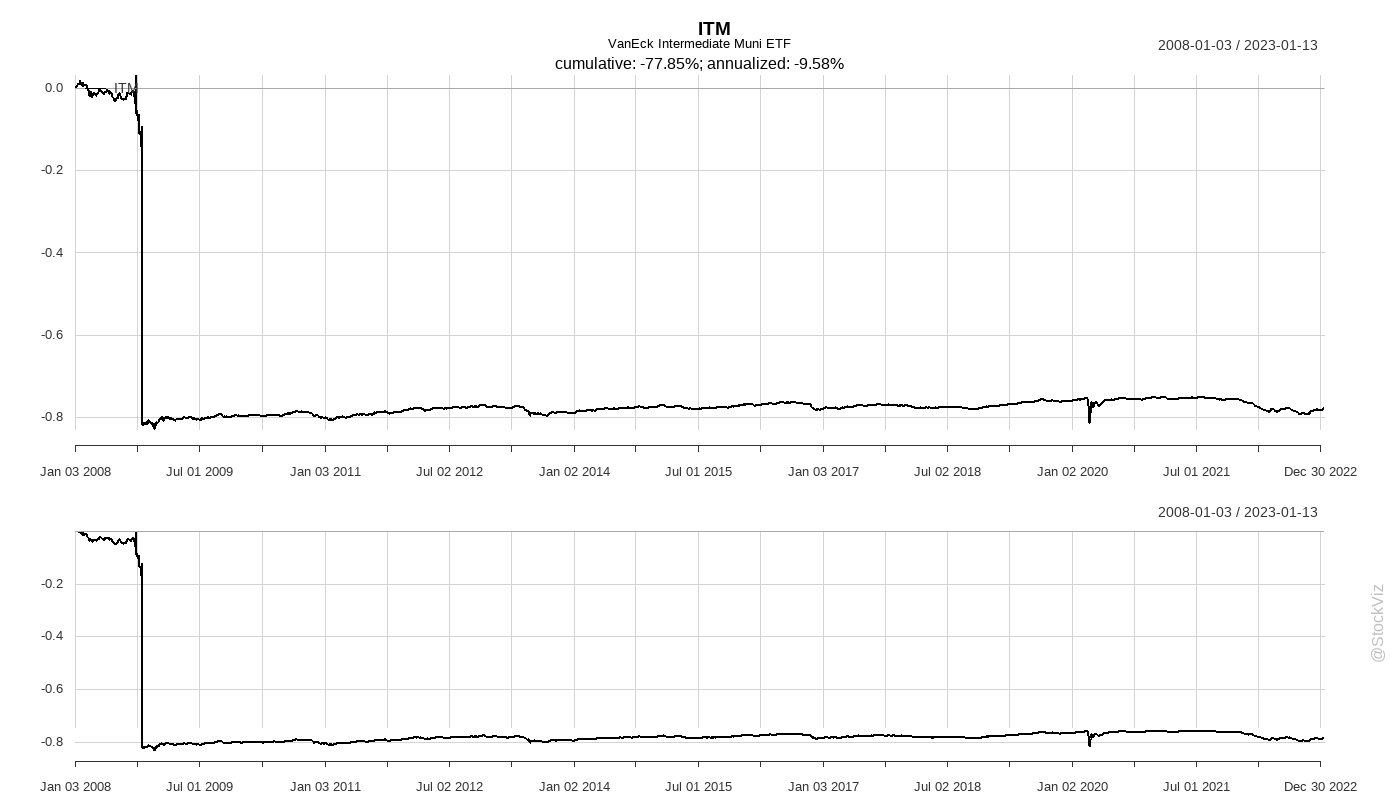 ITM
VanEck Intermediate Muni ETF
2008-01-03 / 2023-01-13
cumulative: -77.85%; annualized: -9.58%
ITM
0.0
-0.2
-0.4
-0.6
-0.8
Jan 03 2008 Jul 01 2009 Jan 03 2011 Jul 02 2012 Jan 02 2014 Jul 01 2015 Jan 03 2017 Jul 02 2018 Jan 02 2020 Jul 01 2021 Dec 30 2022
2008-01-03 / 2023-01-13
-0.2
-0.4
-0.6
-0.8
Jan 03 2008 Jul 01 2009 Jan 03 2011 Jul 02 2012 Jan 02 2014 Jul 01 2015 Jan 03 2017 Jul 02 2018 Jan 02 2020 Jul 01 2021 Dec 30 2022
@StockViz